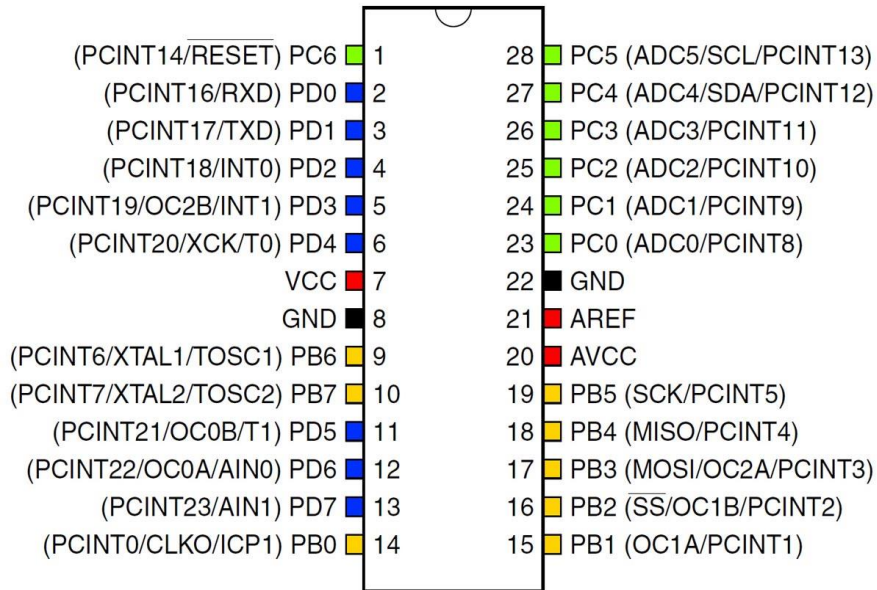 (PCINT14/RESET) PC6 1 28 PC5 (ADC5/SCL/PCINT13)
(PCINT16/RXD) PD0 2 27 PC4 (ADC4/SDA/PCINT12)
(PCINT17/TXD) PD1 3 26 PC3 (ADC3/PCINT11)
(PCINT18/INT0) PD2 4 25 PC2 (ADC2/PCINT10)
(PCINT19/OC2B/INT1) PD3 5 24 PC1 (ADC1/PCINT9)
(PCINT20/XCK/T0) PD4 6 23 PC0 (ADC0/PCINT8)
VCC 7 22 GND
GND 8 21 AREF
(PCINT6/XTAL1/TOSC1) PB6 9 20 AVCC
(PCINT7/XTAL2/TOSC2) PB7 10 19 PB5 (SCK/PCINT5)
(PCINT21/OC0B/T1) PD5 11 18 PB4 (MISO/PCINT4)
(PCINT22/OC0A/AIN0) PD6 12 17 PB3 (MOSI/OC2A/PCINT3)
(PCINT23/AIN1) PD7 13 16 PB2 (SS/OC1B/PCINT2)
(PCINT0/CLKO/ICP1) PB0 14 15 PB1 (OC1A/PCINT1)